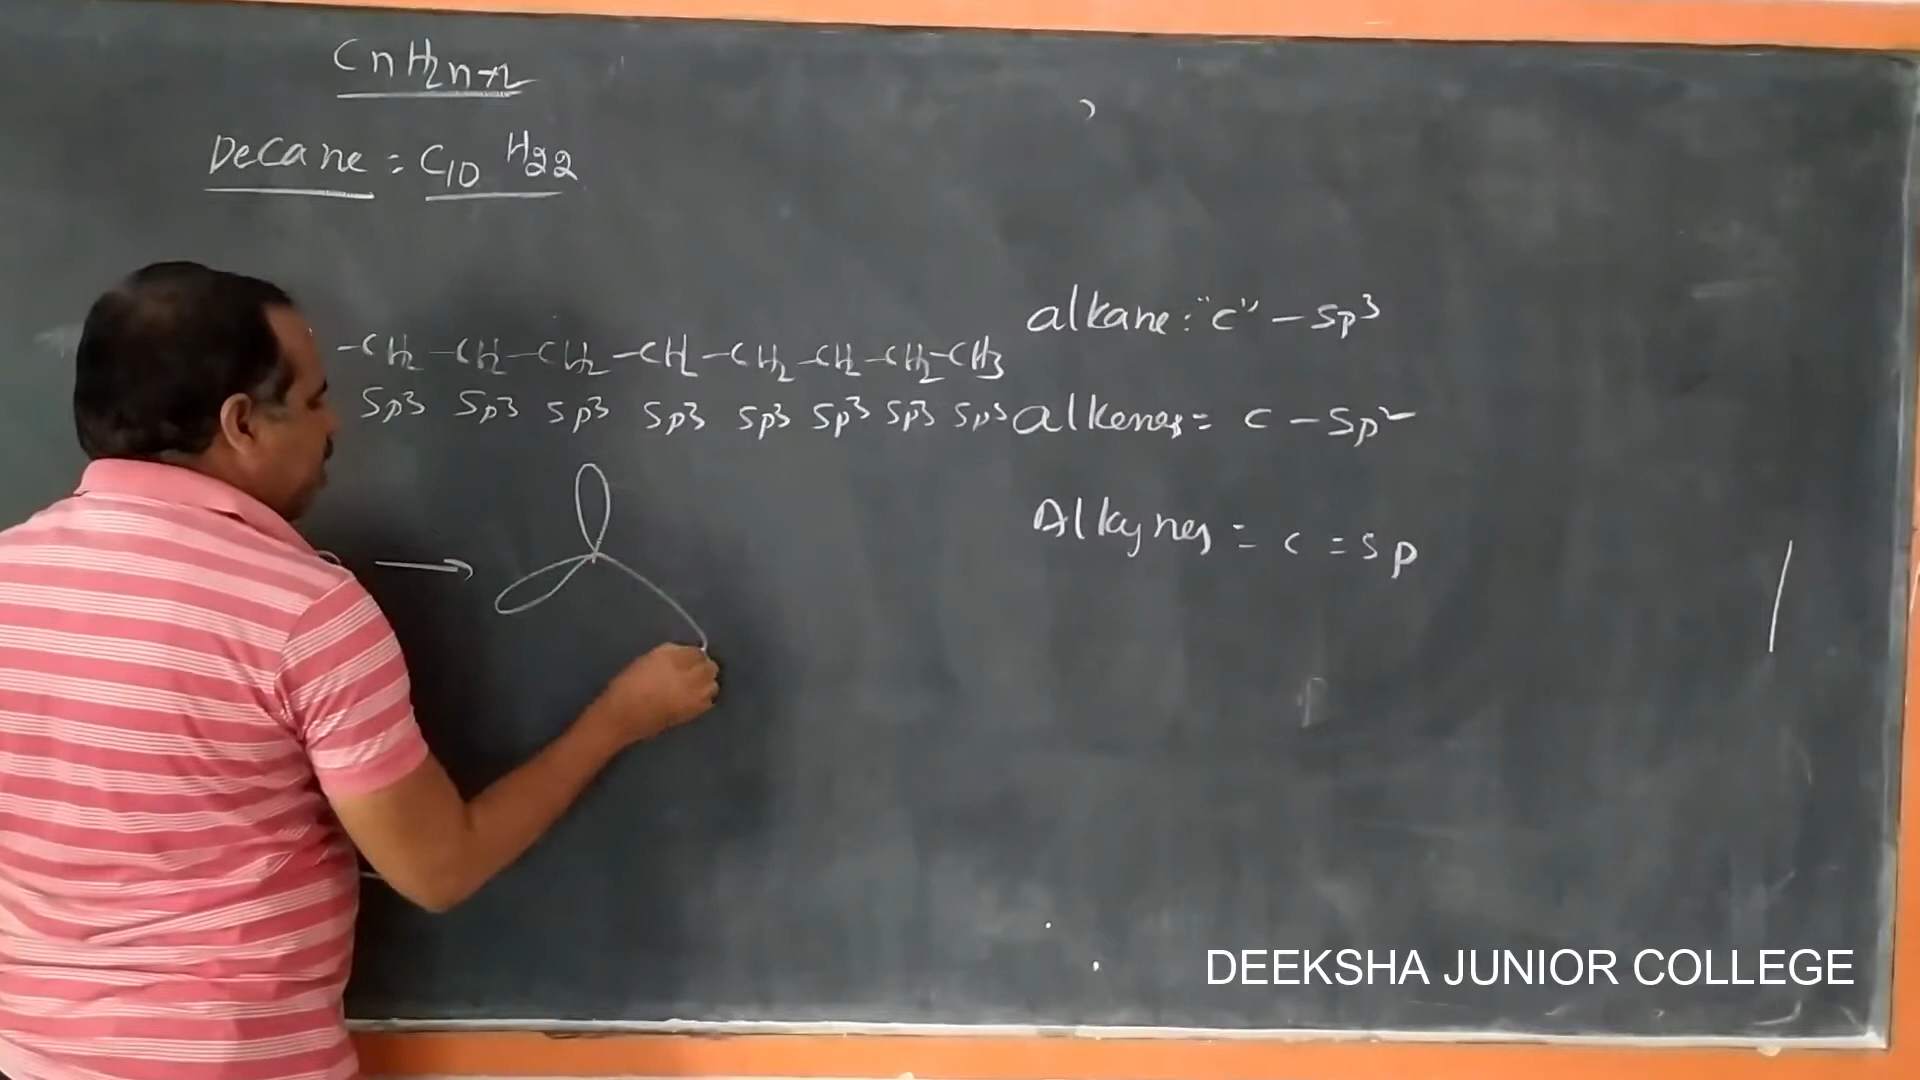 CnH2n+2
Decane = C10 H22
-CH2-CH2-CH2-CH2-CH2-CH2-CH2-CH3
Sp3 Sp3 Sp3 Sp3 Sp3 Sp3 Sp3 Sp3
alkane: "c" - Sp3
alkenes = c - Sp2
Alkynes = c = sp
DEEKSHA JUNIOR COLLEGE